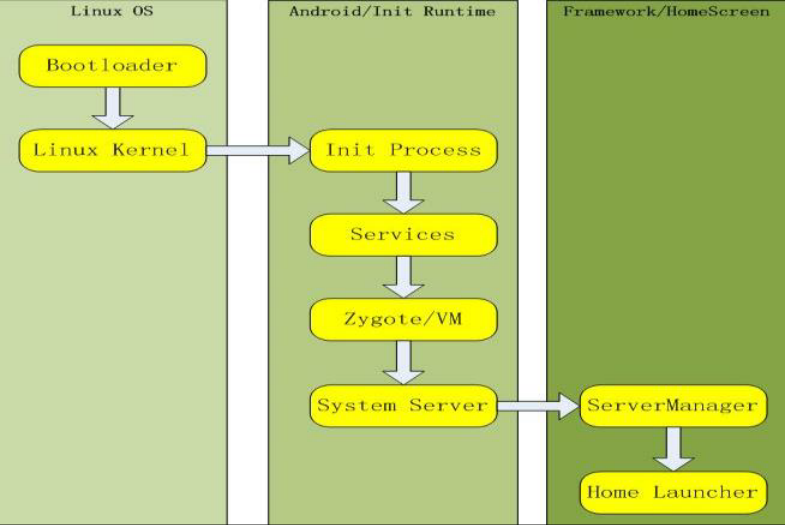 Linux OS
Bootloader
Linux Kernel
Android/Init Runtime
Init Process
Services
Zygote/VM
System Server
Framework/HomeScreen
ServerManager
Home Launcher